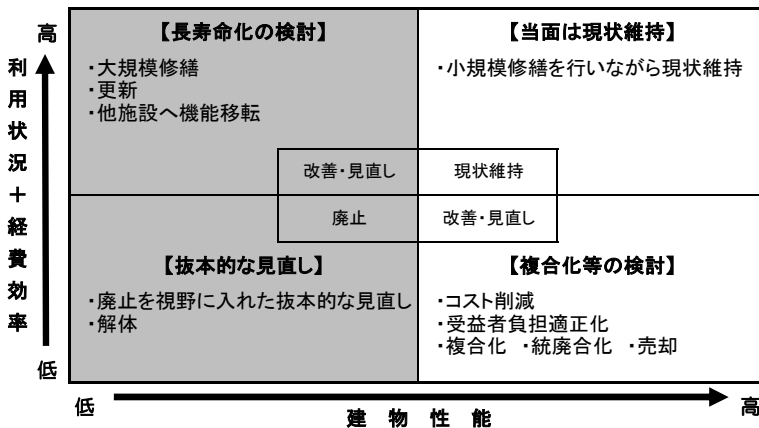 高
利用状況＋経費効率
低
【長寿命化の検討】
・大規模修繕
・更新
・他施設へ機能移転
【当面は現状維持】
・小規模修繕を行いながら現状維持
改善・見直し
現状維持
廃止
改善・見直し
【抜本的な見直し】
・廃止を視野に入れた抜本的な見直し
・解体
【複合化等の検討】
・コスト削減
・受益者負担適正化
・複合化 ・統廃合化 ・売却
低
建物性能
高